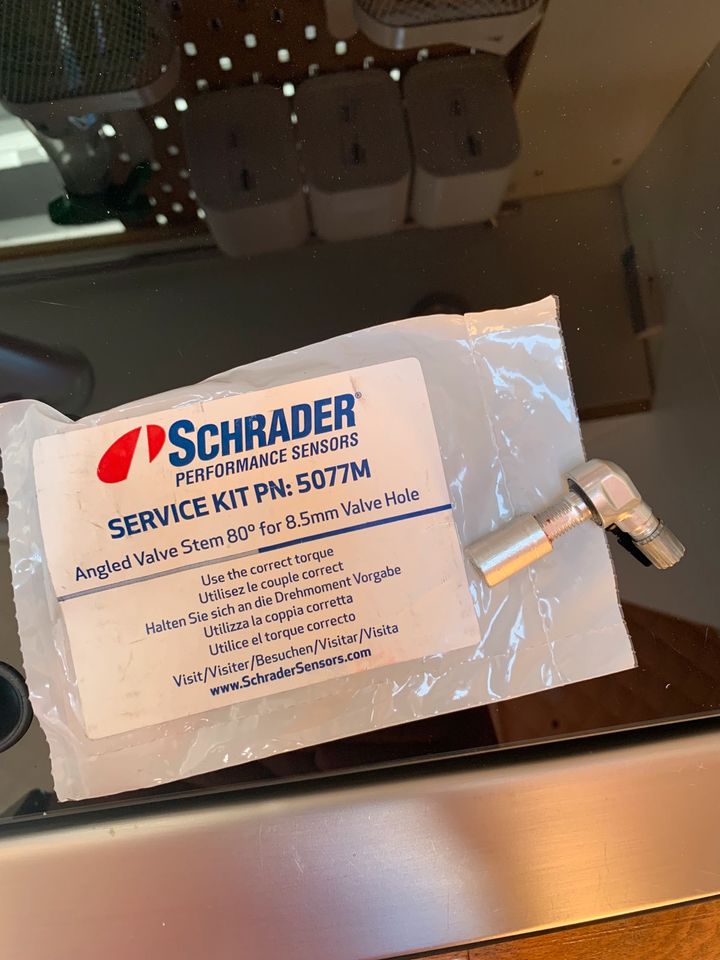 SCHRADER®
PERFORMANCE SENSORS
SERVICE KIT PN: 5077M
Angled Valve Stem 80º for 8.5mm Valve Hole
Use the correct torque
Utilisez le couple correct
Halten Sie sich an die Drehmoment Vorgabe
Utilizza la coppia corretta
Utilice el torque correcto
Visit/Visiter/Besuchen/Visitar/Visita
www.SchraderSensors.com